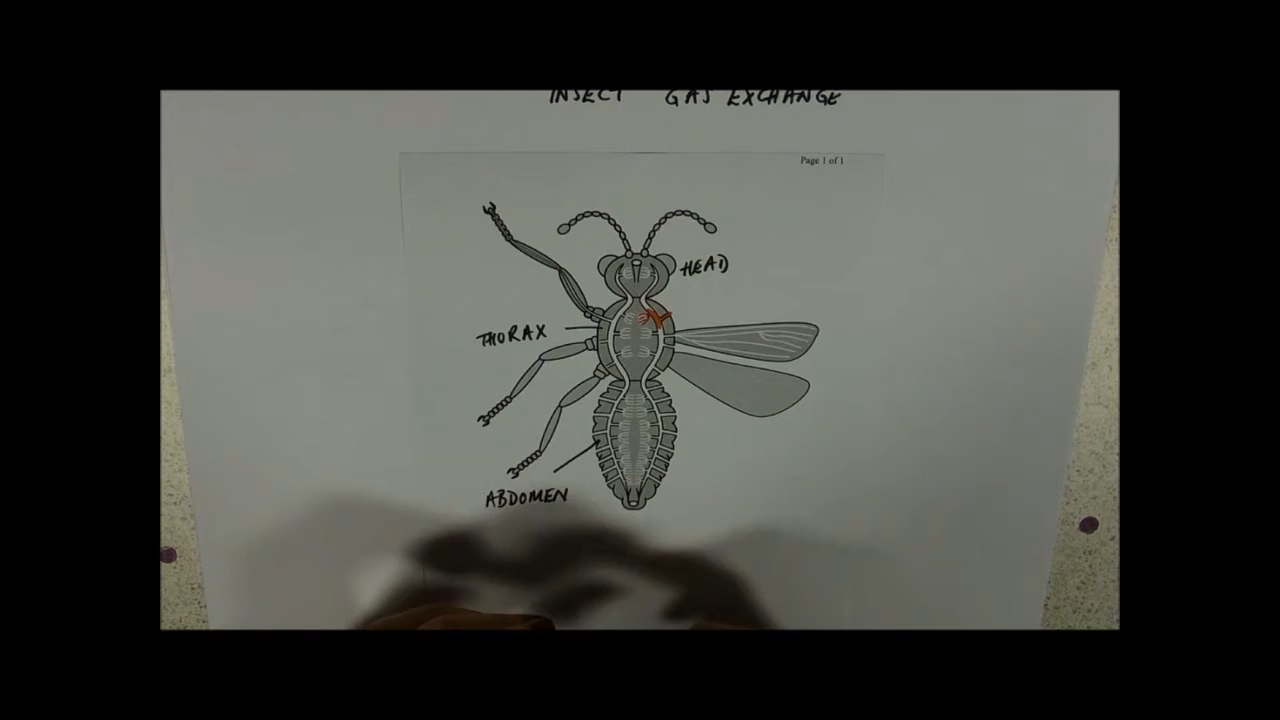 INSECT GAS EXCHANGE
Page 1 of 1
HEAD
THORAX
ABDOMEN